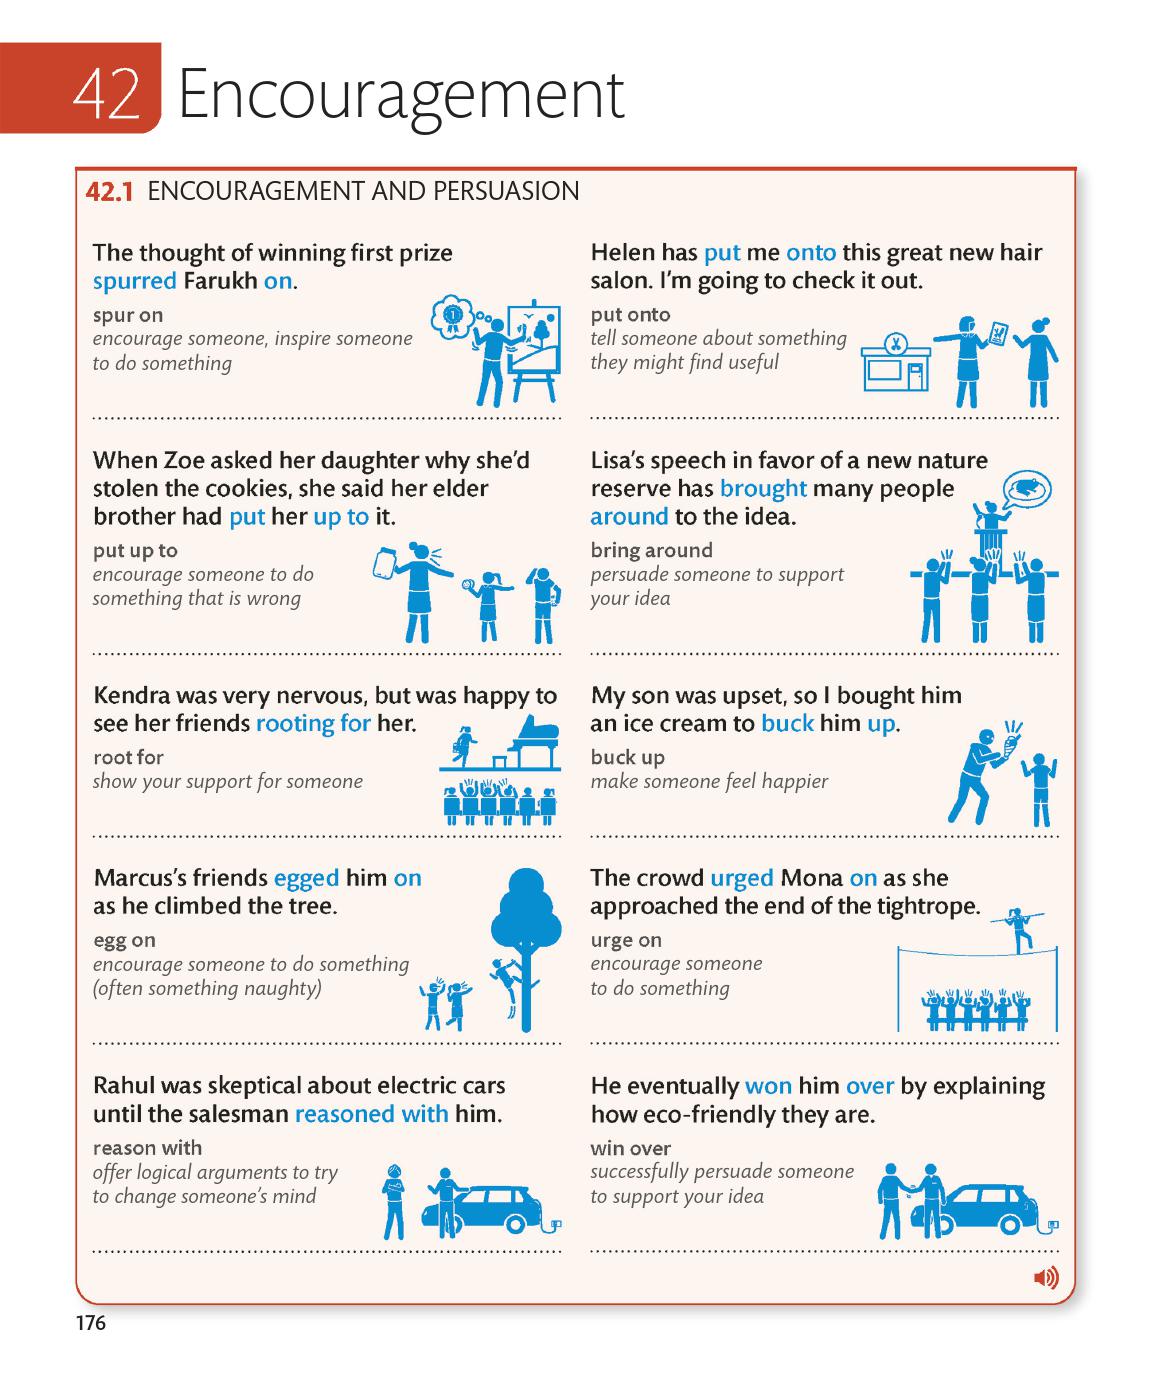 42 Encouragement
42.1 ENCOURAGEMENT AND PERSUASION
The thought of winning first prize
spurred Farukh on.
spur on
encourage someone, inspire someone
to do something
1
Helen has put me onto this great new hair
salon. I'm going to check it out.
put onto
tell someone about something
they might find useful
When Zoe asked her daughter why she'd
stolen the cookies, she said her elder
brother had put her up to it.
put up to
encourage someone to do
something that is wrong
Lisa's speech in favor of a new nature
reserve has brought many people
around to the idea.
bring around
persuade someone to support
your idea
Kendra was very nervous, but was happy to
see her friends rooting for her.
root for
show your support for someone
My son was upset, so I bought him
an ice cream to buck him up.
buck up
make someone feel happier
Marcus's friends egged him on
as he climbed the tree.
egg on
encourage someone to do something
(often something naughty)
The crowd urged Mona on as she
approached the end of the tightrope.
urge on
encourage someone
to do something
Rahul was skeptical about electric cars
until the salesman reasoned with him.
reason with
offer logical arguments to try
to change someone's mind
He eventually won him over by explaining
how eco-friendly they are.
win over
successfully persuade someone
to support your idea
176